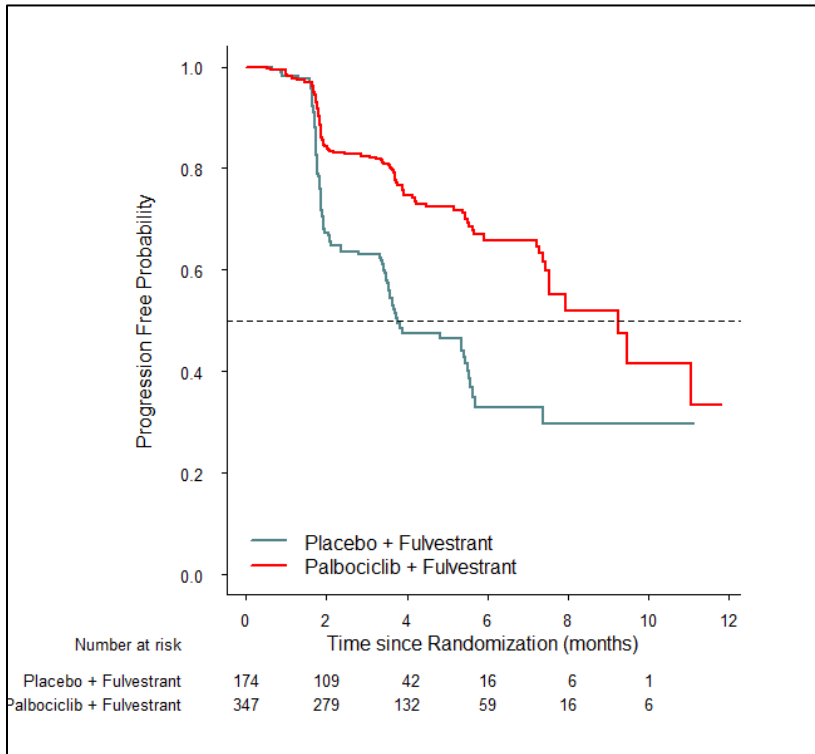 1.0
0.8
0.6
0.4
0.2
0.0
Progression Free Probability
Placebo + Fulvestrant
Palbociclib + Fulvestrant
0 2 4 6 8 10 12
Number at risk Time since Randomization (months)
Placebo + Fulvestrant 174 109 42 16 6 1
Palbociclib + Fulvestrant 347 279 132 59 16 6